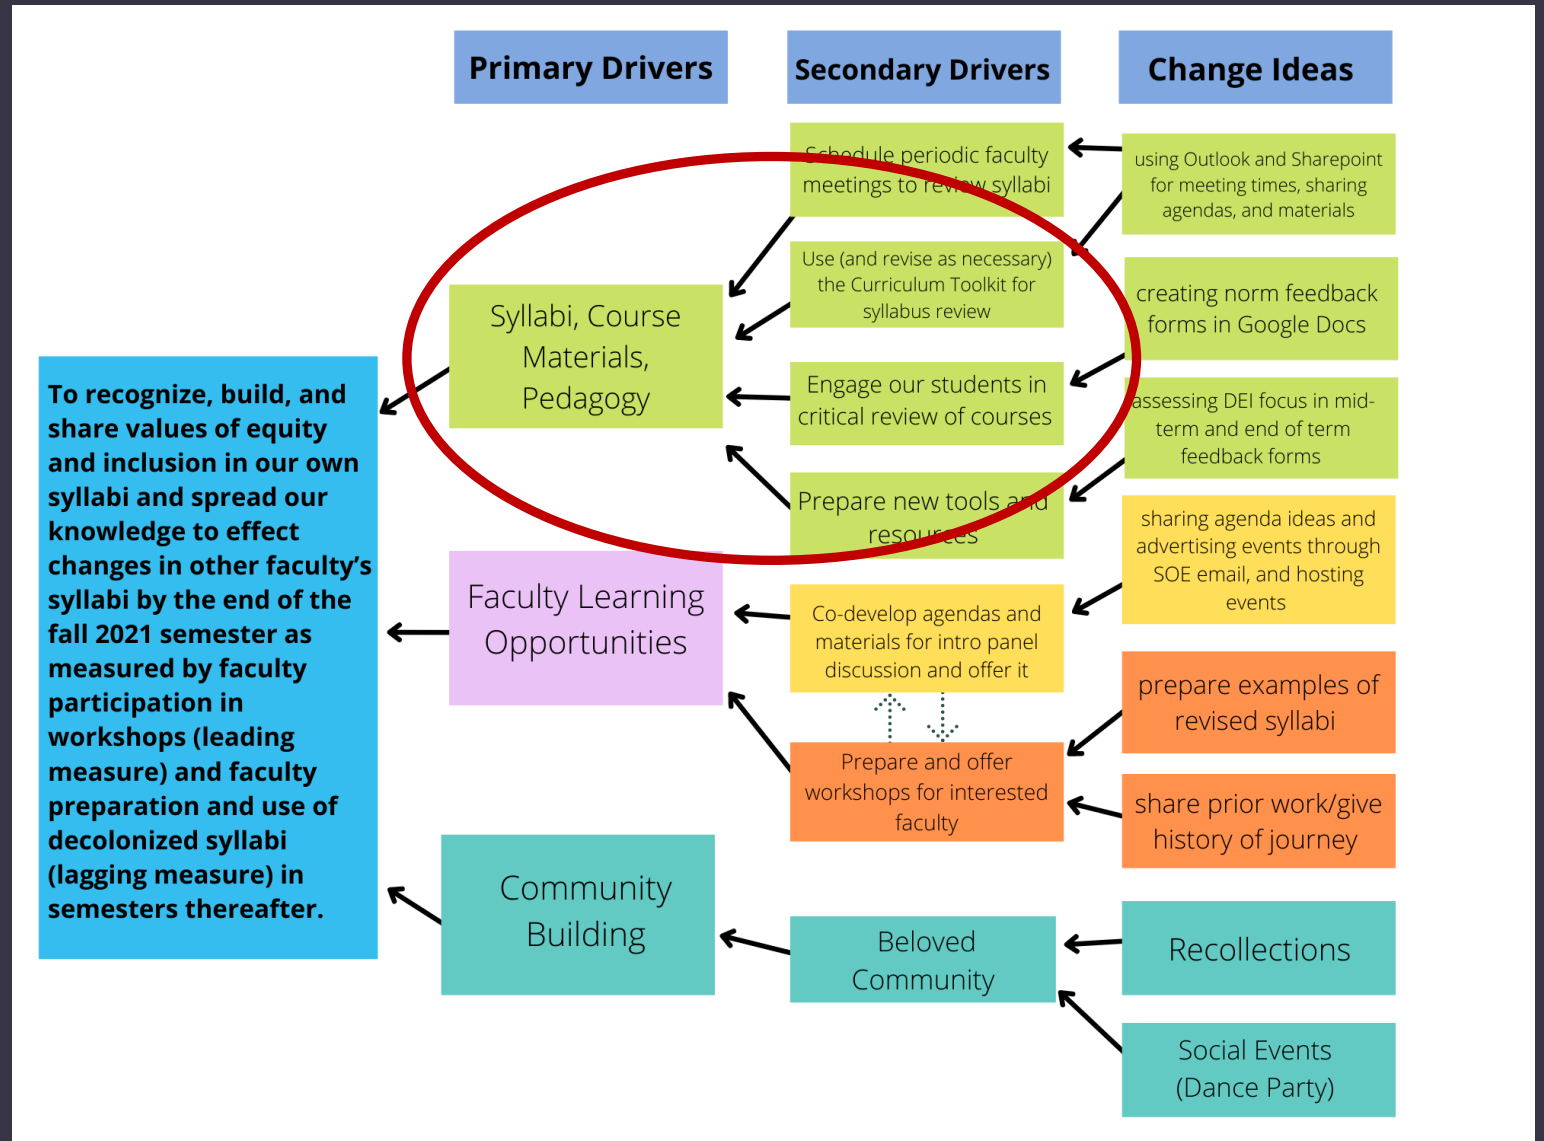 Primary Drivers
Secondary Drivers
Change Ideas
To recognize, build, and
share values of equity
and inclusion in our own
syllabi and spread our
knowledge to effect
changes in other faculty’s
syllabi by the end of the
fall 2021 semester as
measured by faculty
participation in
workshops (leading
measure) and faculty
preparation and use of
decolonized syllabi
(lagging measure) in
semesters thereafter.
Syllabi, Course
Materials,
Pedagogy
Faculty Learning
Opportunities
Community
Building
Schedule periodic faculty
meetings to review syllabi
Use (and revise as necessary)
the Curriculum Toolkit for
syllabus review
Engage our students in
critical review of courses
Prepare new tools and
resources
Co-develop agendas and
materials for intro panel
discussion and offer it
Prepare and offer
workshops for interested
faculty
Beloved
Community
using Outlook and Sharepoint
for meeting times, sharing
agendas, and materials
creating norm feedback
forms in Google Docs
assessing DEI focus in mid-
term and end of term
feedback forms
sharing agenda ideas and
advertising events through
SOE email, and hosting
events
prepare examples of
revised syllabi
share prior work/give
history of journey
Recollections
Social Events
(Dance Party)